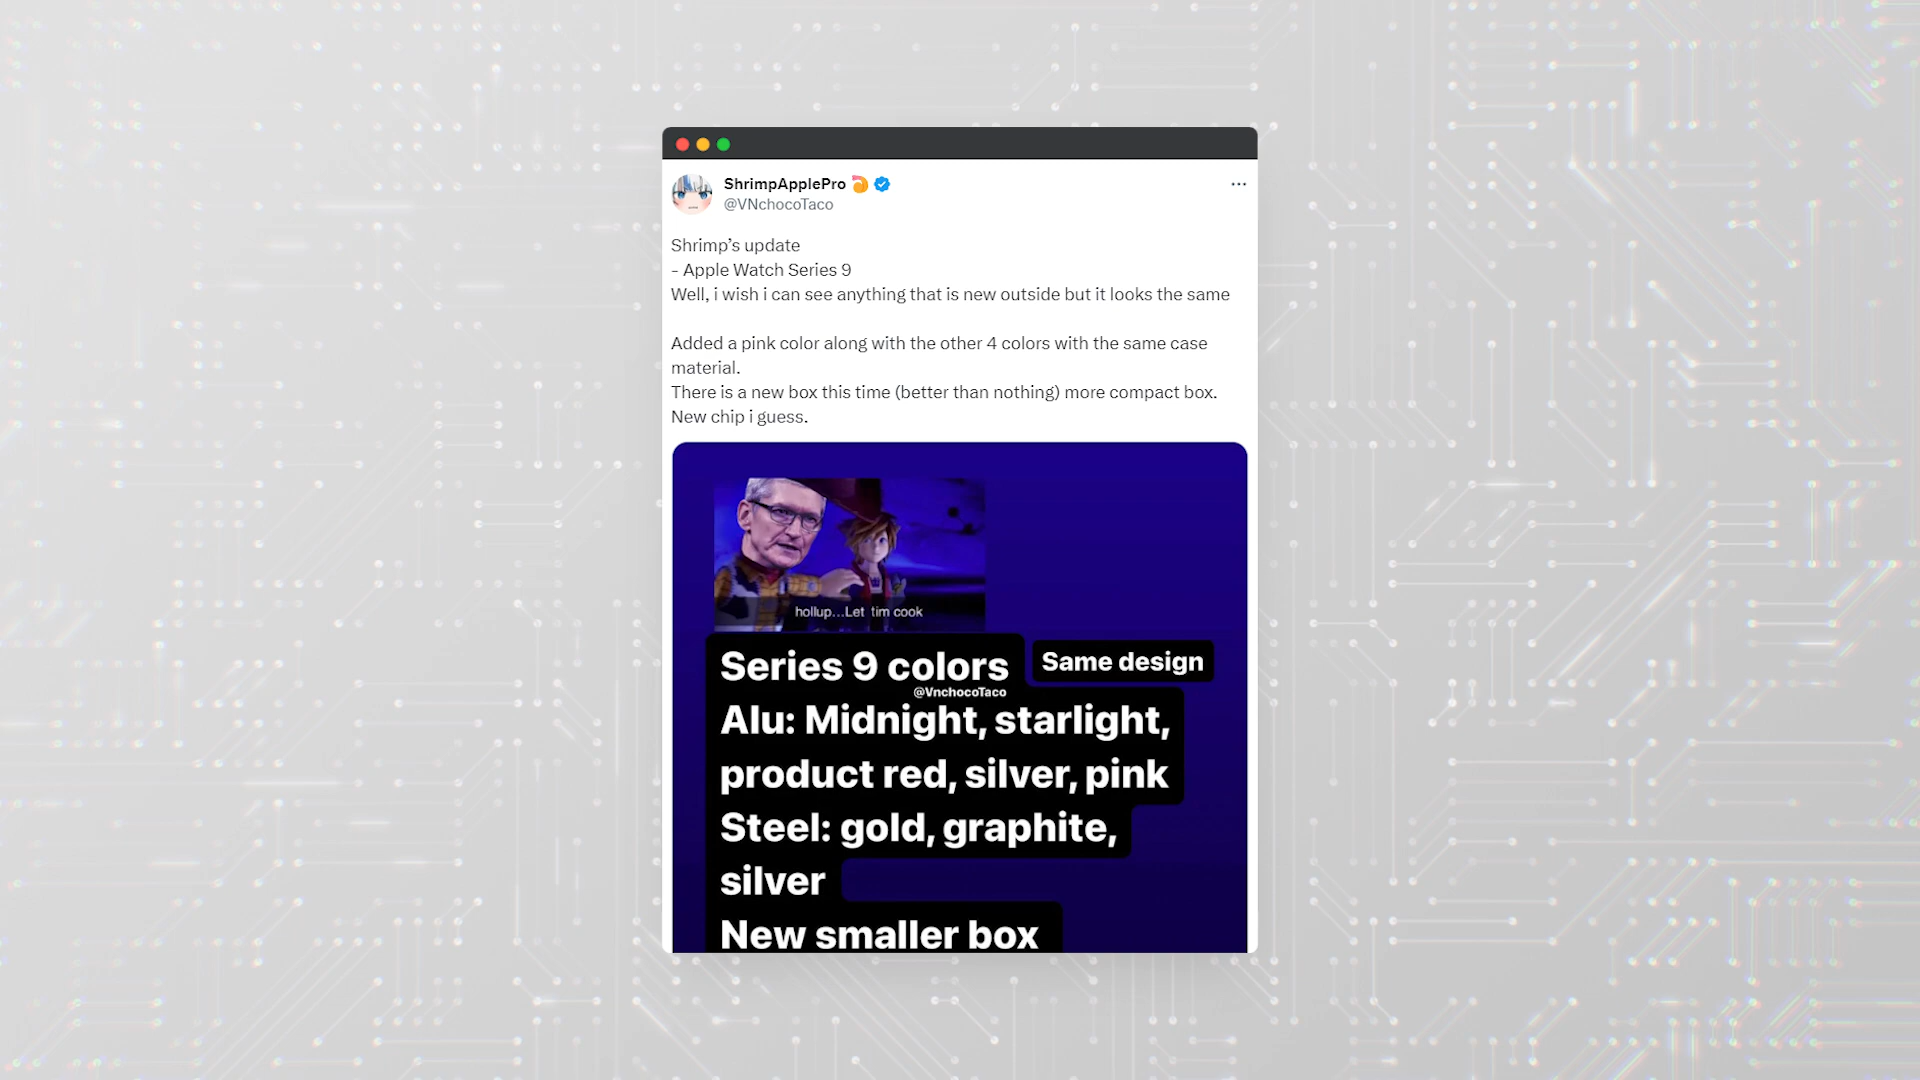 ShrimpApplePro
@VNchocoTaco
Shrimp’s update
- Apple Watch Series 9
Well, i wish i can see anything that is new outside but it looks the same
Added a pink color along with the other 4 colors with the same case
material.
There is a new box this time (better than nothing) more compact box.
New chip i guess.
hollup...Let tim cook
Series 9 colors
Same design
@VnchocoTaco
Alu: Midnight, starlight,
product red, silver, pink
Steel: gold, graphite,
silver
New smaller box